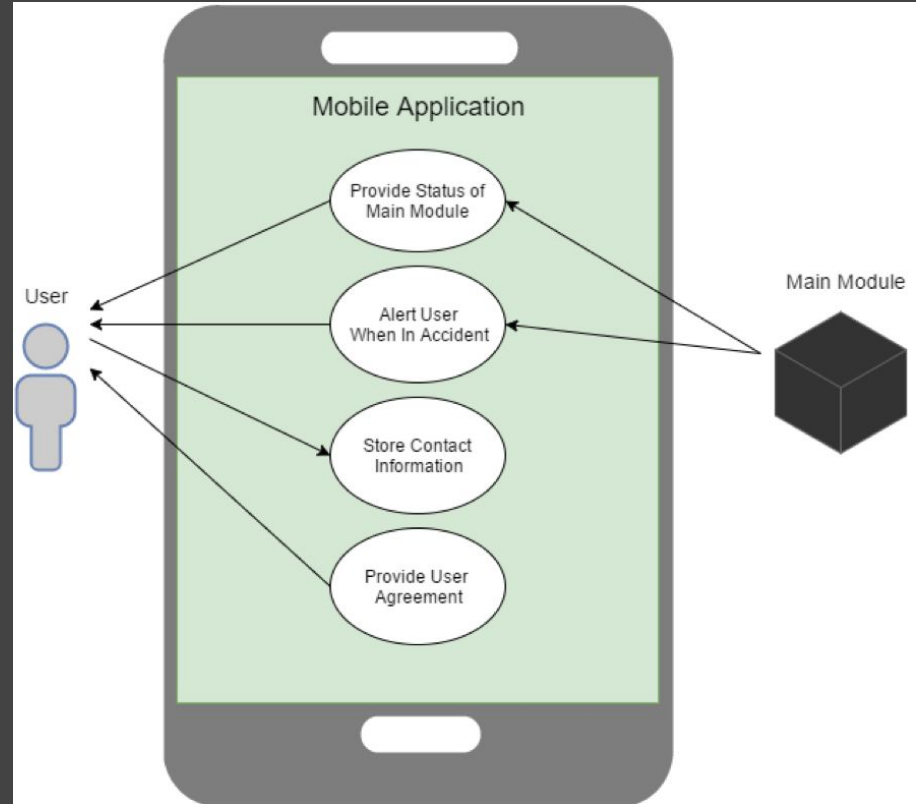 Mobile Application
Provide Status of
Main Module
User
Alert User
When In Accident
Main Module
Store Contact
Information
Provide User
Agreement